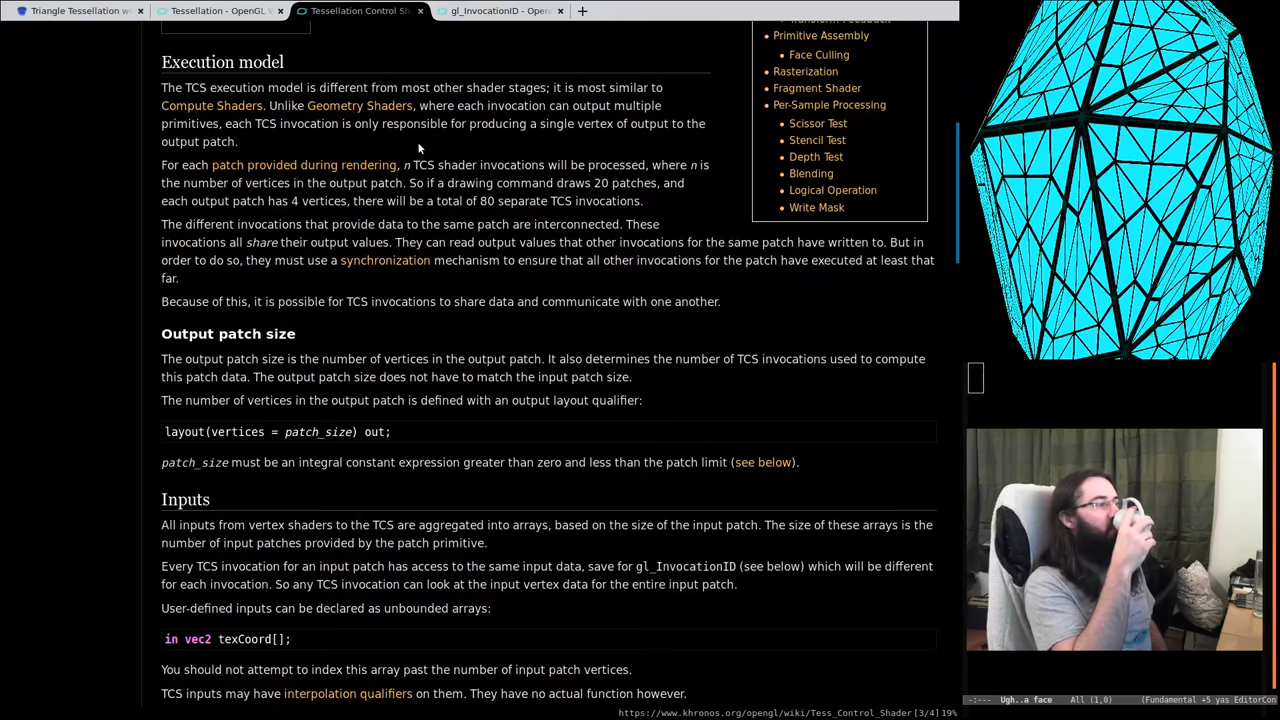 Triangle Tessellation wi
Tessellation - OpenGL W
Tessellation Control Sh
gl_InvocationID - Open
Primitive Assembly
Face Culling
Rasterization
Fragment Shader
Per-Sample Processing
Scissor Test
Stencil Test
Depth Test
Blending
Logical Operation
Write Mask
Execution model
The TCS execution model is different from most other shader stages; it is most similar to
Compute Shaders. Unlike Geometry Shaders, where each invocation can output multiple
primitives, each TCS invocation is only responsible for producing a single vertex of output to the
output patch.
For each patch provided during rendering, n TCS shader invocations will be processed, where n is
the number of vertices in the output patch. So if a drawing command draws 20 patches, and
each output patch has 4 vertices, there will be a total of 80 separate TCS invocations.
The different invocations that provide data to the same patch are interconnected. These
invocations all share their output values. They can read output values that other invocations for the same patch have written to. But in
order to do so, they must use a synchronization mechanism to ensure that all other invocations for the patch have executed at least that
far.
Because of this, it is possible for TCS invocations to share data and communicate with one another.
Output patch size
The output patch size is the number of vertices in the output patch. It also determines the number of TCS invocations used to compute
this patch data. The output patch size does not have to match the input patch size.
The number of vertices in the output patch is defined with an output layout qualifier:
layout(vertices = patch_size) out;
patch_size must be an integral constant expression greater than zero and less than the patch limit (see below).
Inputs
All inputs from vertex shaders to the TCS are aggregated into arrays, based on the size of the input patch. The size of these arrays is the
number of input patches provided by the patch primitive.
Every TCS invocation for an input patch has access to the same input data, save for gl_InvocationID (see below) which will be different
for each invocation. So any TCS invocation can look at the input vertex data for the entire input patch.
User-defined inputs can be declared as unbounded arrays:
in vec2 texCoord[];
You should not attempt to index this array past the number of input patch vertices.
TCS inputs may have interpolation qualifiers on them. They have no actual function however.
https://www.khronos.org/opengl/wiki/Tess_Control_Shader [3/4] 19%
-:--- Ugh..a face All (1,0) (Fundamental +5 yas EditorCon